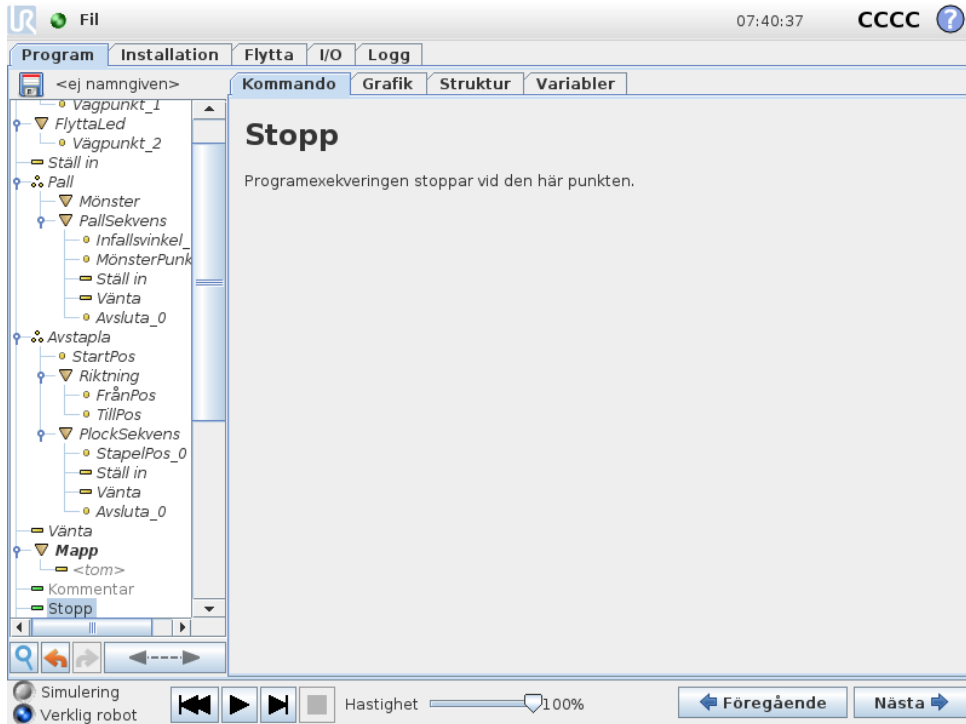 UR Fil 07:40:37 CCCC ?
Program Installation Flytta I/O Logg
<ej namngiven>
Kommando Grafik Struktur Variabler
Vägpunkt_1
FlyttaLed
Vägpunkt_2
Ställ in
Pall
Mönster
PallSekvens
Infallsvinkel_
MönsterPunk
Ställ in
Vänta
Avsluta_0
Avstapla
StartPos
Riktning
FrånPos
TillPos
PlockSekvens
StapelPos_0
Ställ in
Vänta
Avsluta_0
Vänta
Mapp
<tom>
Kommentar
Stopp
Stopp
Programexekveringen stoppar vid den här punkten.
Simulering
Verklig robot
Hastighet 100%
Föregående Nästa